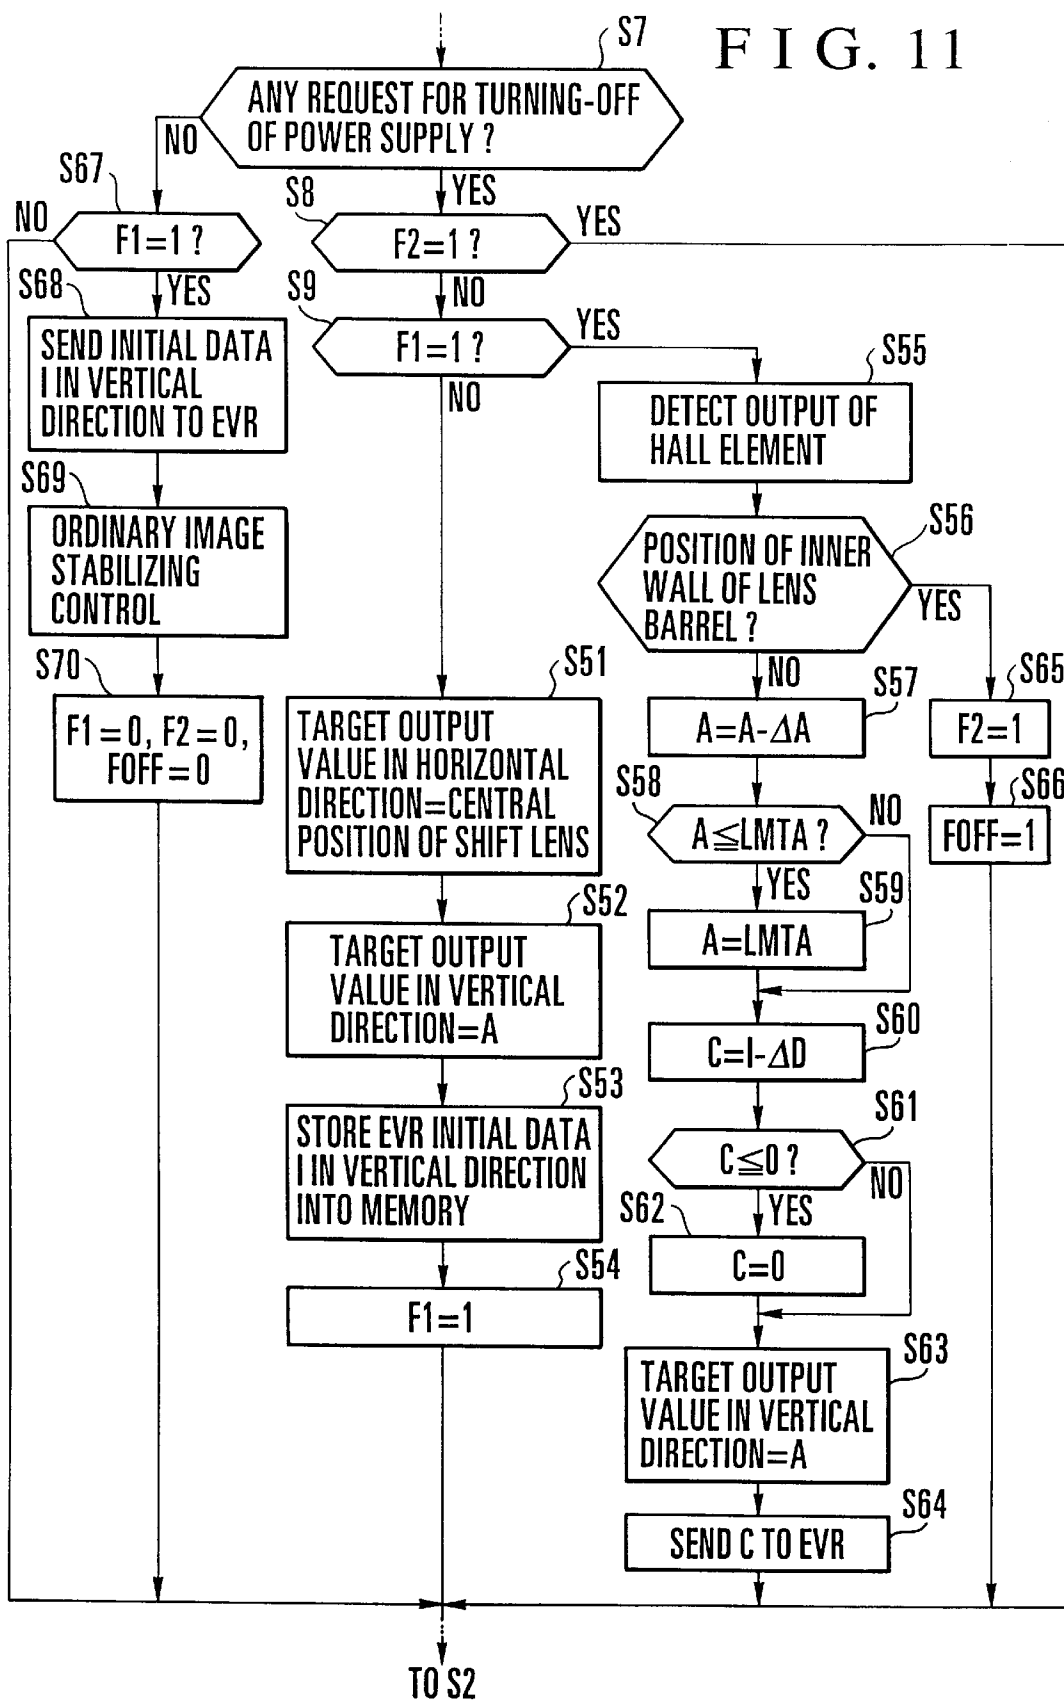 FIG. 11
S7
ANY REQUEST FOR TURNING-OFF
OF POWER SUPPLY ?
NO
YES
S67
NO
F1=1 ?
YES
S8
F2=1 ?
YES
NO
S9
F1=1 ?
YES
NO
S68
SEND INITIAL DATA
I IN VERTICAL
DIRECTION TO EVR
S69
ORDINARY IMAGE
STABILIZING
CONTROL
S70
F1=0, F2=0,
FOFF=0
S51
TARGET OUTPUT
VALUE IN HORIZONTAL
DIRECTION=CENTRAL
POSITION OF SHIFT LENS
S52
TARGET OUTPUT
VALUE IN VERTICAL
DIRECTION=A
S53
STORE EVR INITIAL DATA
I IN VERTICAL DIRECTION
INTO MEMORY
S54
F1=1
S55
DETECT OUTPUT OF
HALL ELEMENT
S56
POSITION OF INNER
WALL OF LENS
BARREL ?
YES
NO
S57
A=A-ΔA
S58
A≦LMTA ?
NO
YES
S59
A=LMTA
S60
C=I-ΔD
S61
C≦0 ?
NO
YES
S62
C=0
S63
TARGET OUTPUT
VALUE IN VERTICAL
DIRECTION=A
S64
SEND C TO EVR
S65
F2=1
S66
FOFF=1
TO S2